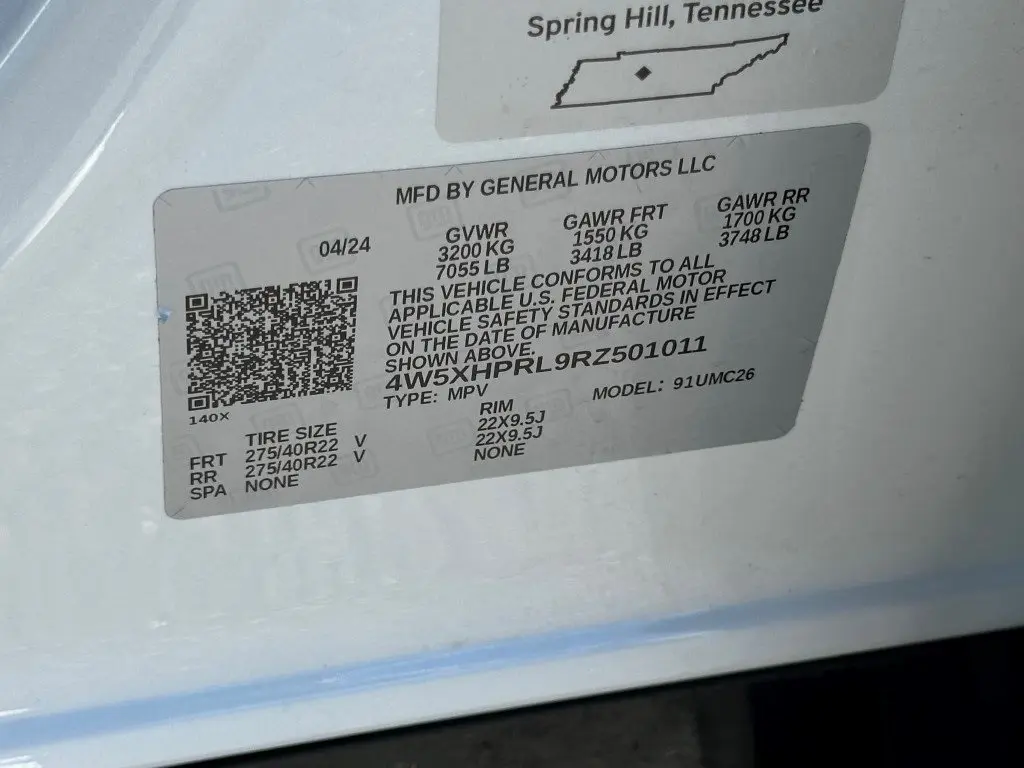 Spring Hill, Tennessee
MFD BY GENERAL MOTORS LLC
04/24
GVWR
3200 KG
7055 LB
GAWR FRT
1550 KG
3418 LB
GAWR RR
1700 KG
3748 LB
THIS VEHICLE CONFORMS TO ALL
APPLICABLE U.S. FEDERAL MOTOR
VEHICLE SAFETY STANDARDS IN EFFECT
ON THE DATE OF MANUFACTURE
SHOWN ABOVE.
4W5XHPRL9RZ501011
TYPE: MPV MODEL: 91UMC26
140X
TIRE SIZE RIM
FRT 275/40R22 V 22X9.5J
RR 275/40R22 V 22X9.5J
SPA NONE NONE